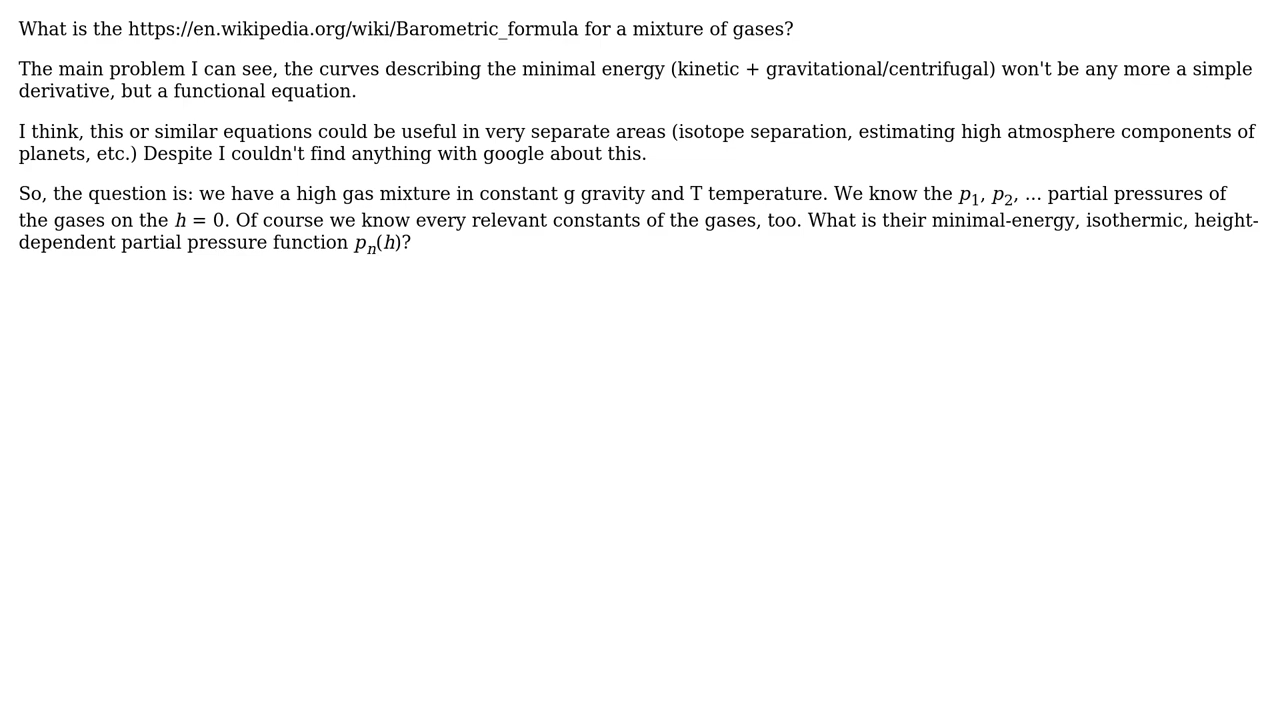 What is the https://en.wikipedia.org/wiki/Barometric_formula for a mixture of gases?
The main problem I can see, the curves describing the minimal energy (kinetic + gravitational/centrifugal) won't be any more a simple
derivative, but a functional equation.
I think, this or similar equations could be useful in very separate areas (isotope separation, estimating high atmosphere components of
planets, etc.) Despite I couldn't find anything with google about this.
So, the question is: we have a high gas mixture in constant g gravity and T temperature. We know the p1, p2, ... partial pressures of
the gases on the h = 0. Of course we know every relevant constants of the gases, too. What is their minimal-energy, isothermic, height-
dependent partial pressure function pn(h)?